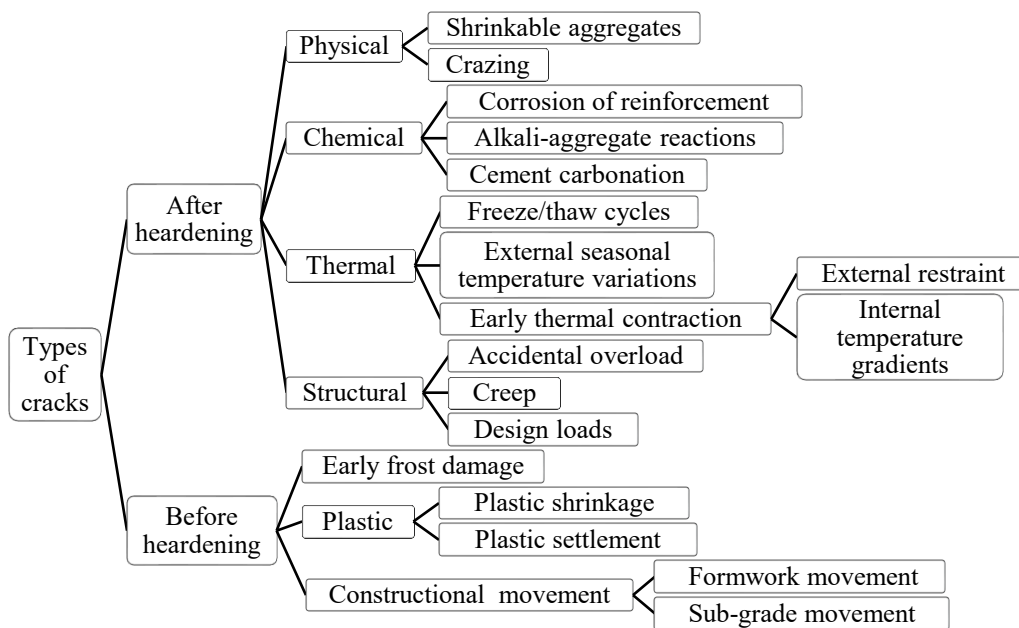 Types
of
cracks
After
heardening
Physical
Shrinkable aggregates
Crazing
Chemical
Corrosion of reinforcement
Alkali-aggregate reactions
Cement carbonation
Thermal
Freeze/thaw cycles
External seasonal
temperature variations
Early thermal contraction
External restraint
Internal
temperature
gradients
Structural
Accidental overload
Creep
Design loads
Before
heardening
Early frost damage
Plastic
Plastic shrinkage
Plastic settlement
Constructional movement
Formwork movement
Sub-grade movement